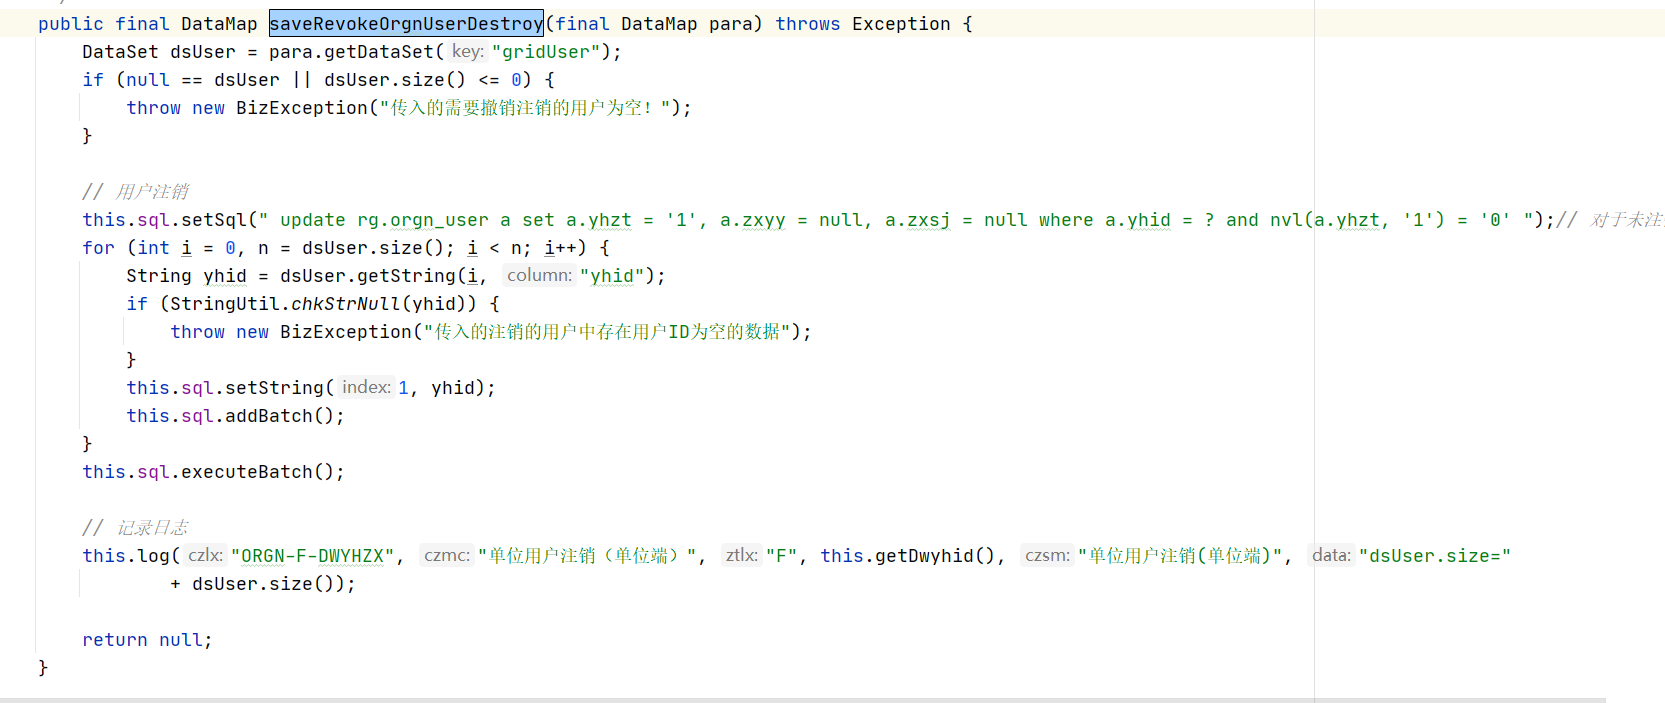 public final DataMap saveRevokeOrgnUserDestroy(final DataMap para) throws Exception {
DataSet dsUser = para.getDataSet( key: "gridUser");
if (null == dsUser || dsUser.size() <= 0) {
throw new BizException("传入的需要撤销注销的用户为空！");
}
// 用户注销
this.sql.setSql(" update rg.orgn_user a set a.yhzt = '1', a.zxyy = null, a.zxsj = null where a.yhid = ? and nvl(a.yhzt, '1') = '0' ");// 对于未注
for (int i = 0, n = dsUser.size(); i < n; i++) {
String yhid = dsUser.getString(i, column: "yhid");
if (StringUtil.chkStrNull(yhid)) {
throw new BizException("传入的注销的用户中存在用户ID为空的数据");
}
this.sql.setString( index: 1, yhid);
this.sql.addBatch();
}
this.sql.executeBatch();
// 记录日志
this.log( czlx: "ORGN-F-DWYHZX", czmc: "单位用户注销（单位端）", ztlx: "F", this.getDwyhid(), czsm: "单位用户注销(单位端)", data: "dsUser.size="
+ dsUser.size());
return null;
}